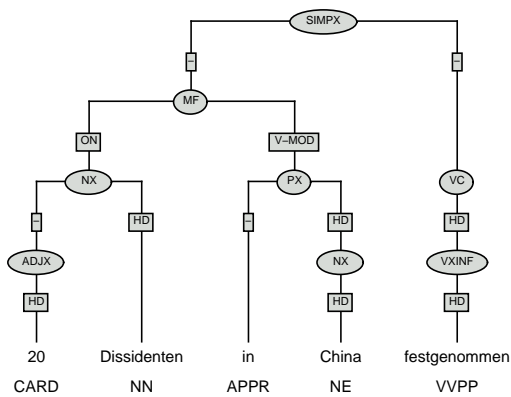 SIMPX
– –
MF
ON V–MOD
NX PX VC
– HD – HD HD
ADJX NX VXINF
HD HD HD
20 Dissidenten in China festgenommen
CARD NN APPR NE VVPP